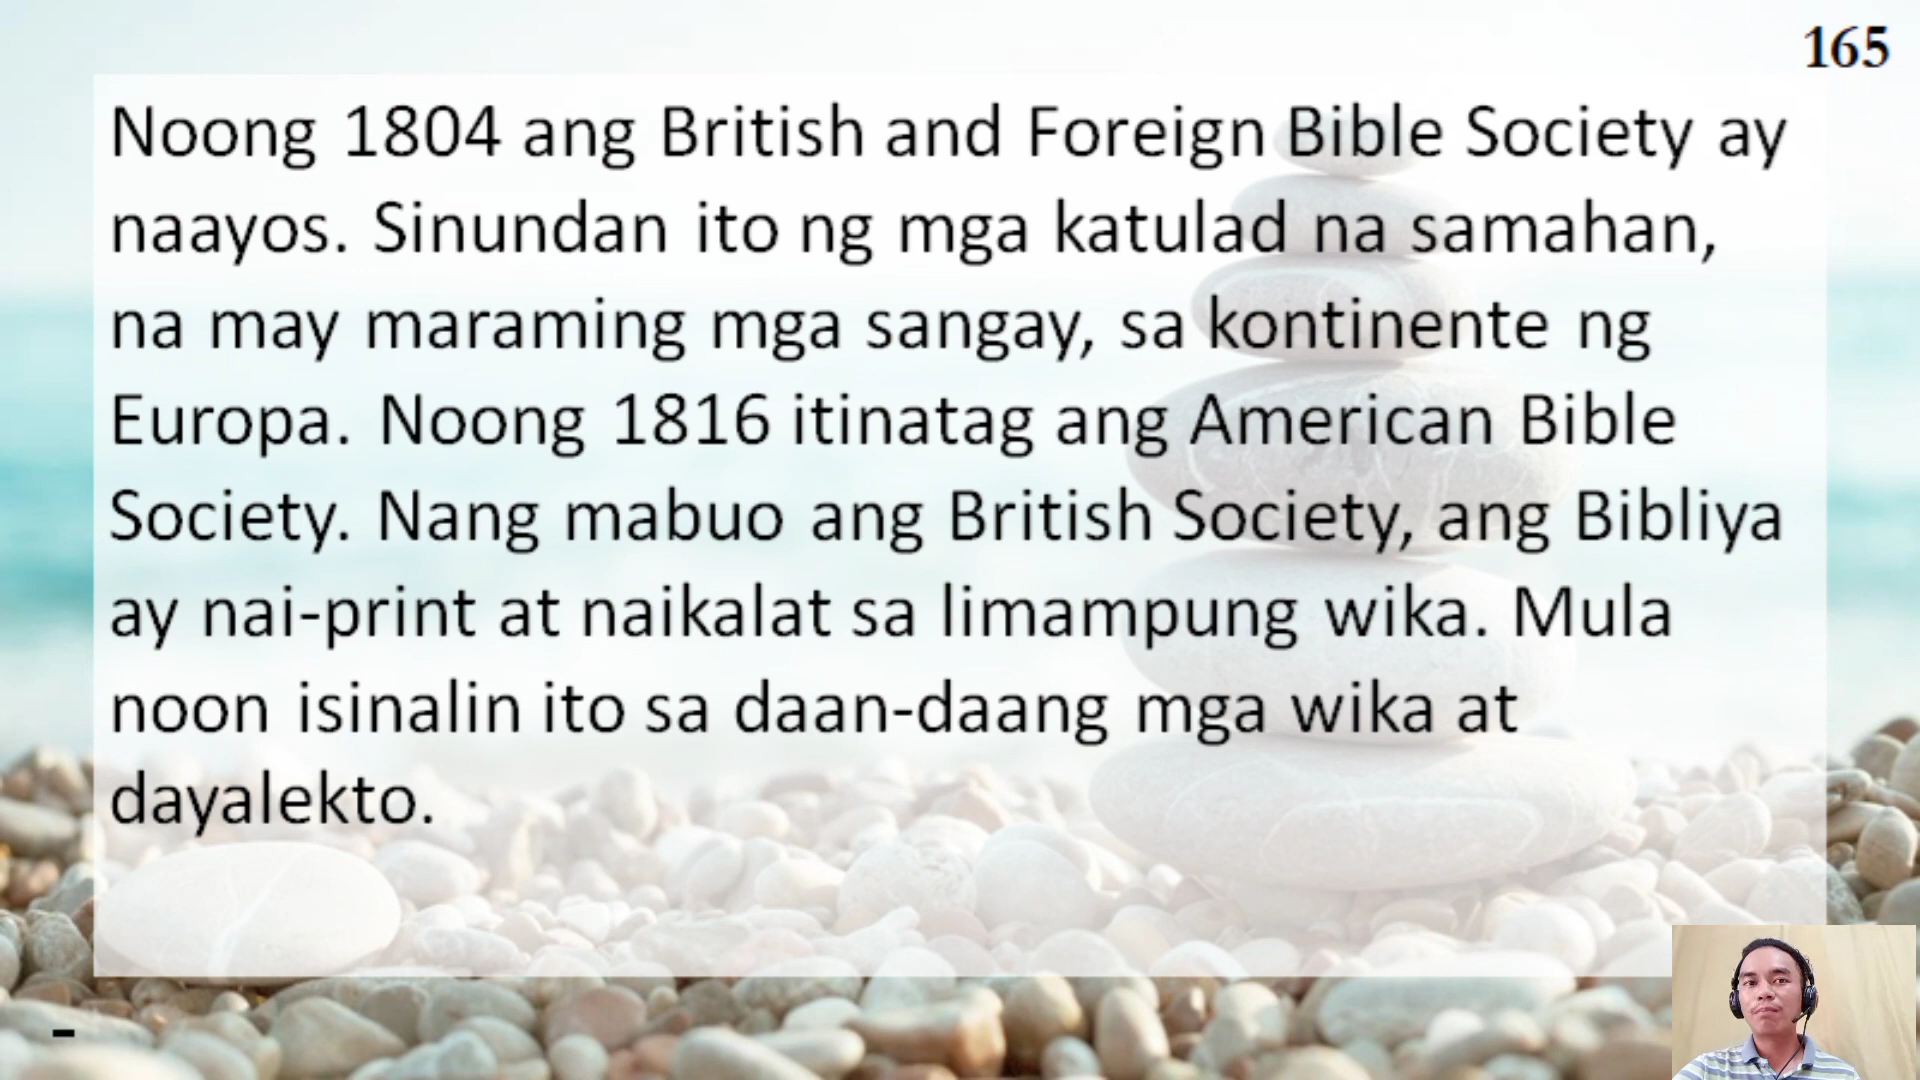 165
Noong 1804 ang British and Foreign Bible Society ay
naayos. Sinundan ito ng mga katulad na samahan,
na may maraming mga sangay, sa kontinente ng
Europa. Noong 1816 itinatag ang American Bible
Society. Nang mabuo ang British Society, ang Bibliya
ay nai-print at naikalat sa limampung wika. Mula
noon isinalin ito sa daan-daang mga wika at
dayalekto.
-